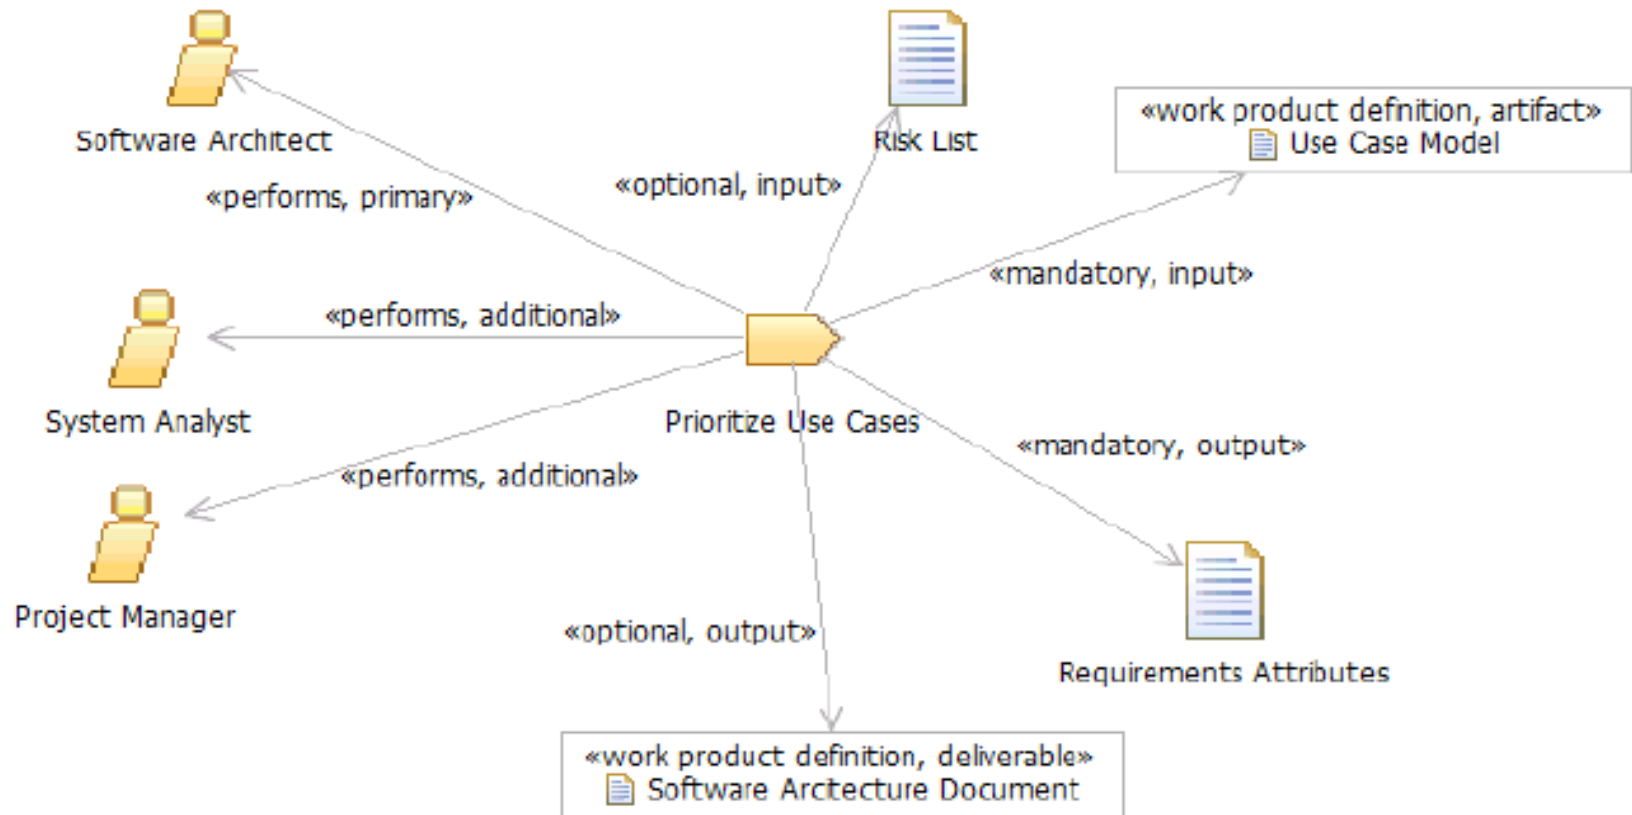 Software Architect
Risk List
«work product defnition, artifact»
Use Case Model
«performs, primary»
«optional, input»
«mandatory, input»
«performs, additional»
System Analyst
Prioritize Use Cases
«mandatory, output»
«performs, additional»
Project Manager
«optional, output»
Requirements Attributes
«work product definition, deliverable»
Software Arcitecture Document